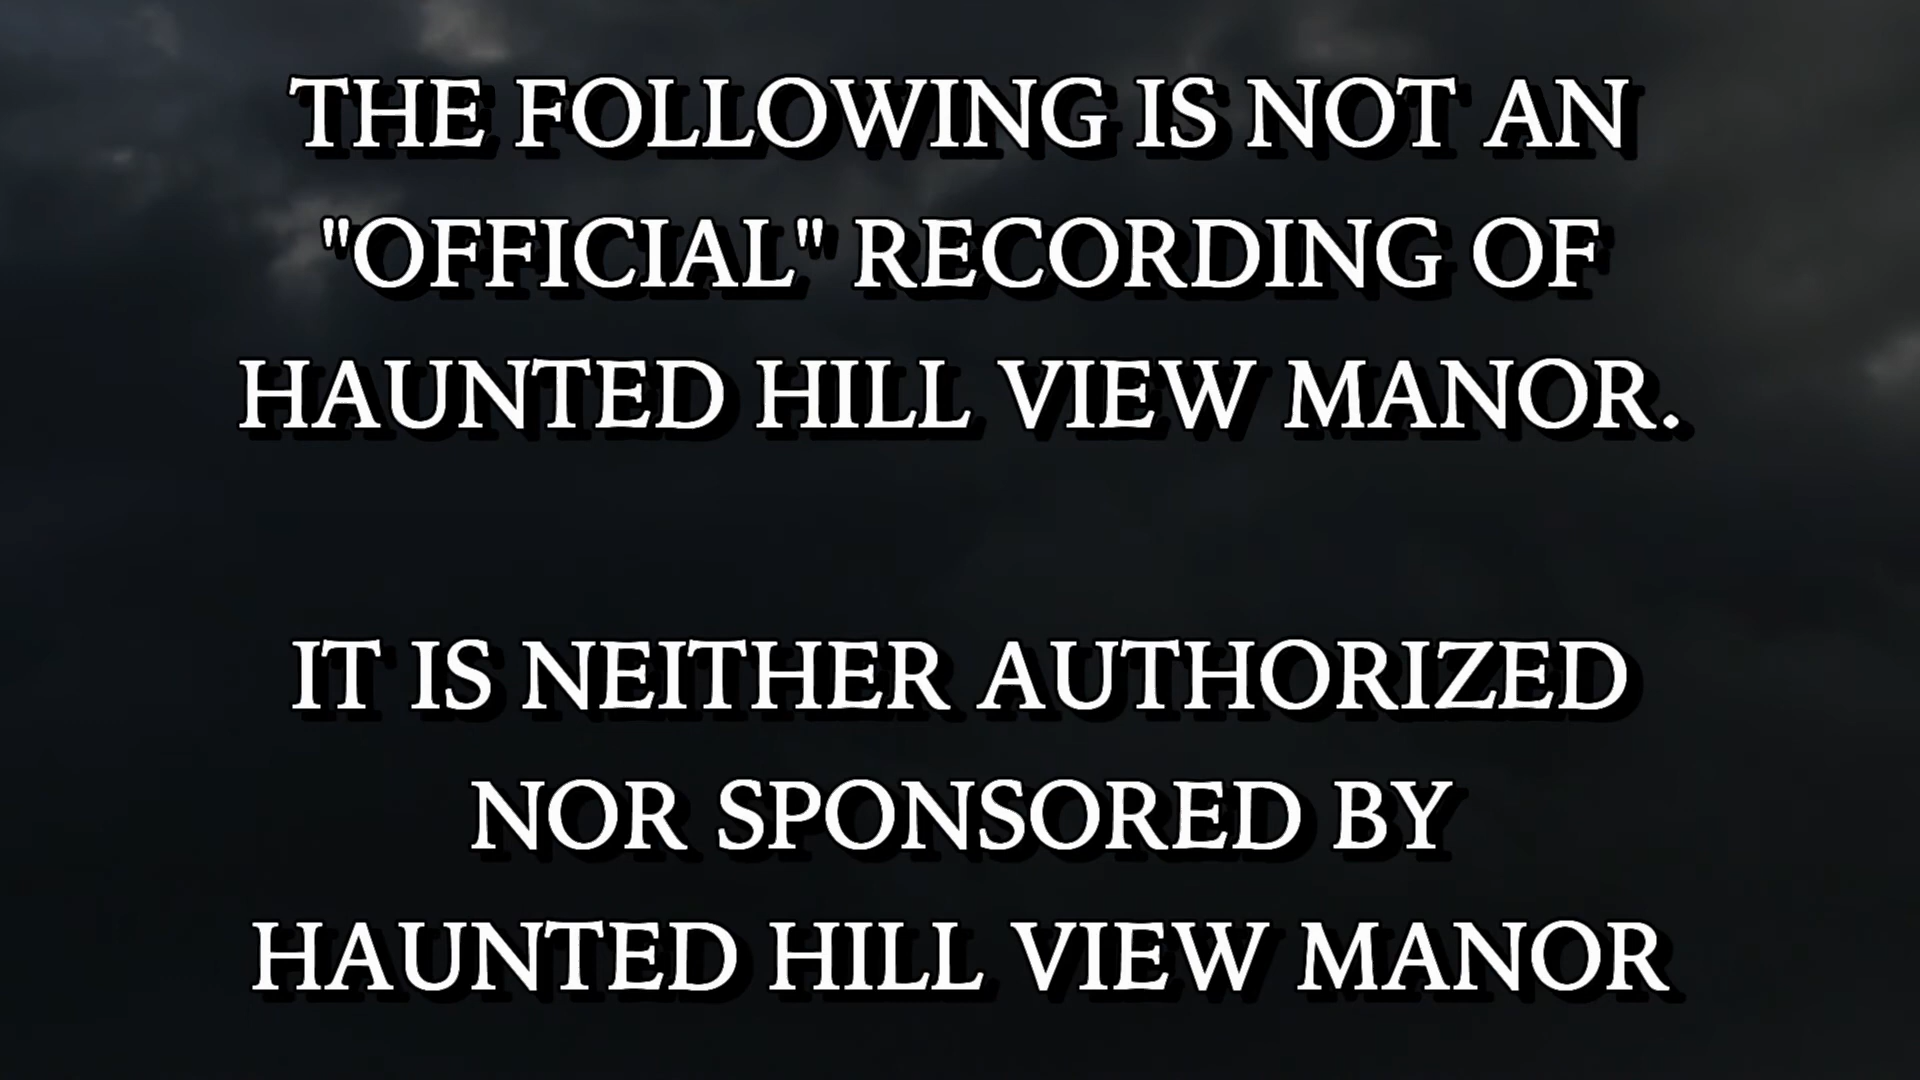 THE FOLLOWING IS NOT AN
"OFFICIAL" RECORDING OF
HAUNTED HILL VIEW MANOR.
IT IS NEITHER AUTHORIZED
NOR SPONSORED BY
HAUNTED HILL VIEW MANOR